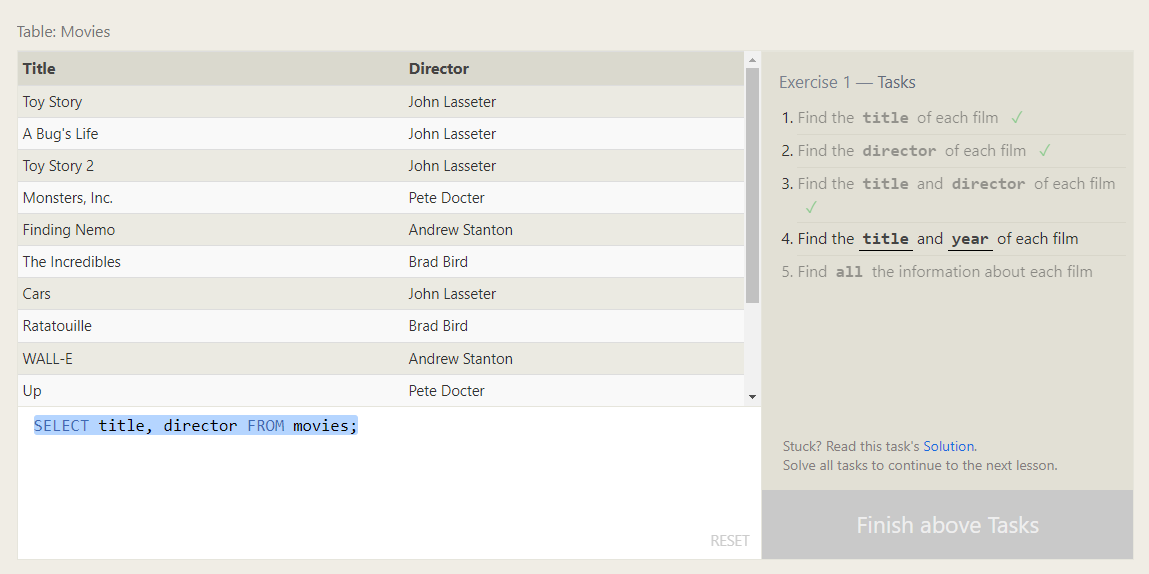 Table: Movies
Title Director
Toy Story John Lasseter
A Bug's Life John Lasseter
Toy Story 2 John Lasseter
Monsters, Inc. Pete Docter
Finding Nemo Andrew Stanton
The Incredibles Brad Bird
Cars John Lasseter
Ratatouille Brad Bird
WALL-E Andrew Stanton
Up Pete Docter
SELECT title, director FROM movies;
RESET
Exercise 1 — Tasks
1. Find the title of each film ✓
2. Find the director of each film ✓
3. Find the title and director of each film
✓
4. Find the title and year of each film
5. Find all the information about each film
Stuck? Read this task's Solution.
Solve all tasks to continue to the next lesson.
Finish above Tasks